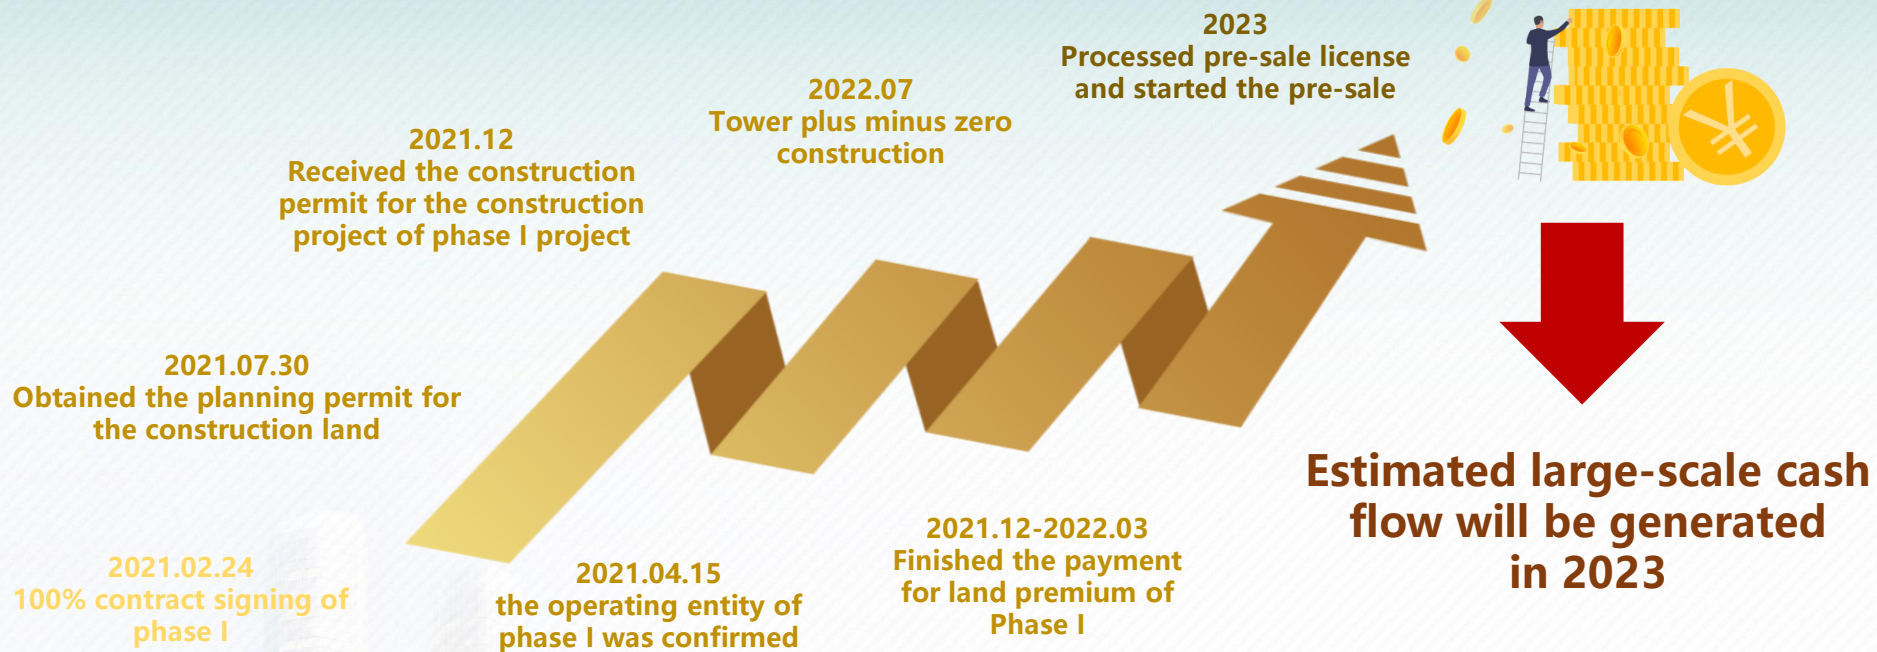 2021.02.24
100% contract signing of
phase I
2021.04.15
the operating entity of
phase I was confirmed
2021.07.30
Obtained the planning permit for
the construction land
2021.12
Received the construction
permit for the construction
project of phase I project
2021.12-2022.03
Finished the payment
for land premium of
Phase I
2022.07
Tower plus minus zero
construction
2023
Processed pre-sale license
and started the pre-sale
Estimated large-scale cash
flow will be generated
in 2023